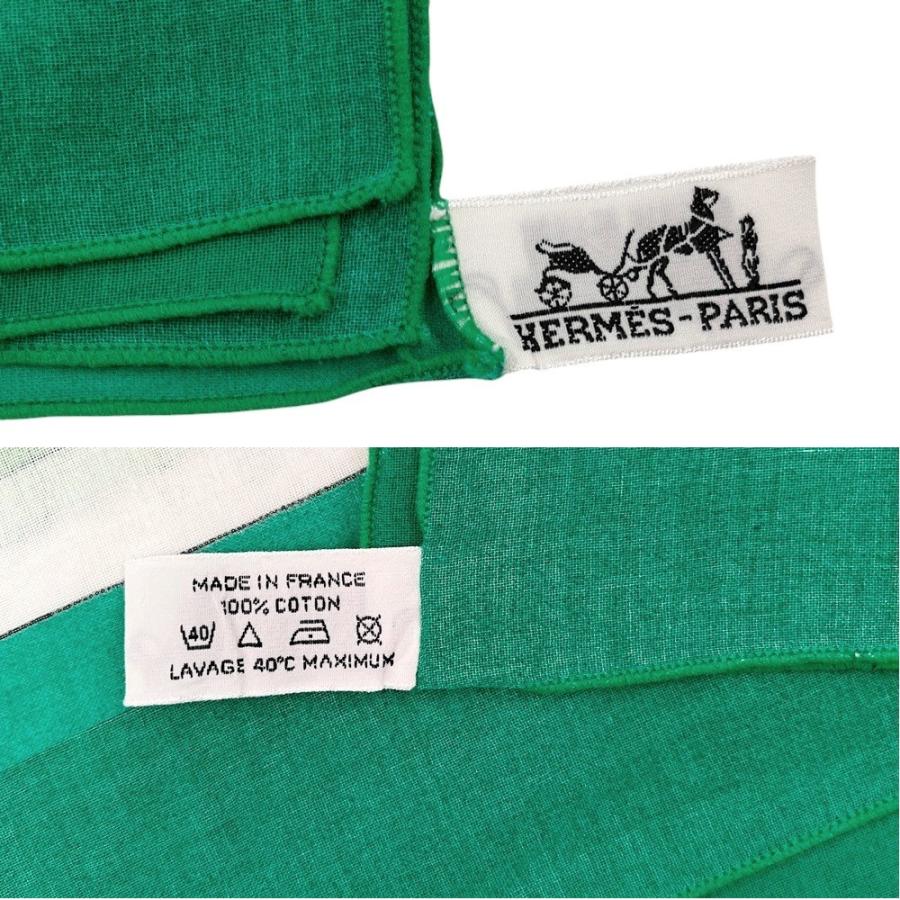 HERMÈS-PARIS
MADE IN FRANCE
100% COTON
40
LAVAGE 40°C MAXIMUM